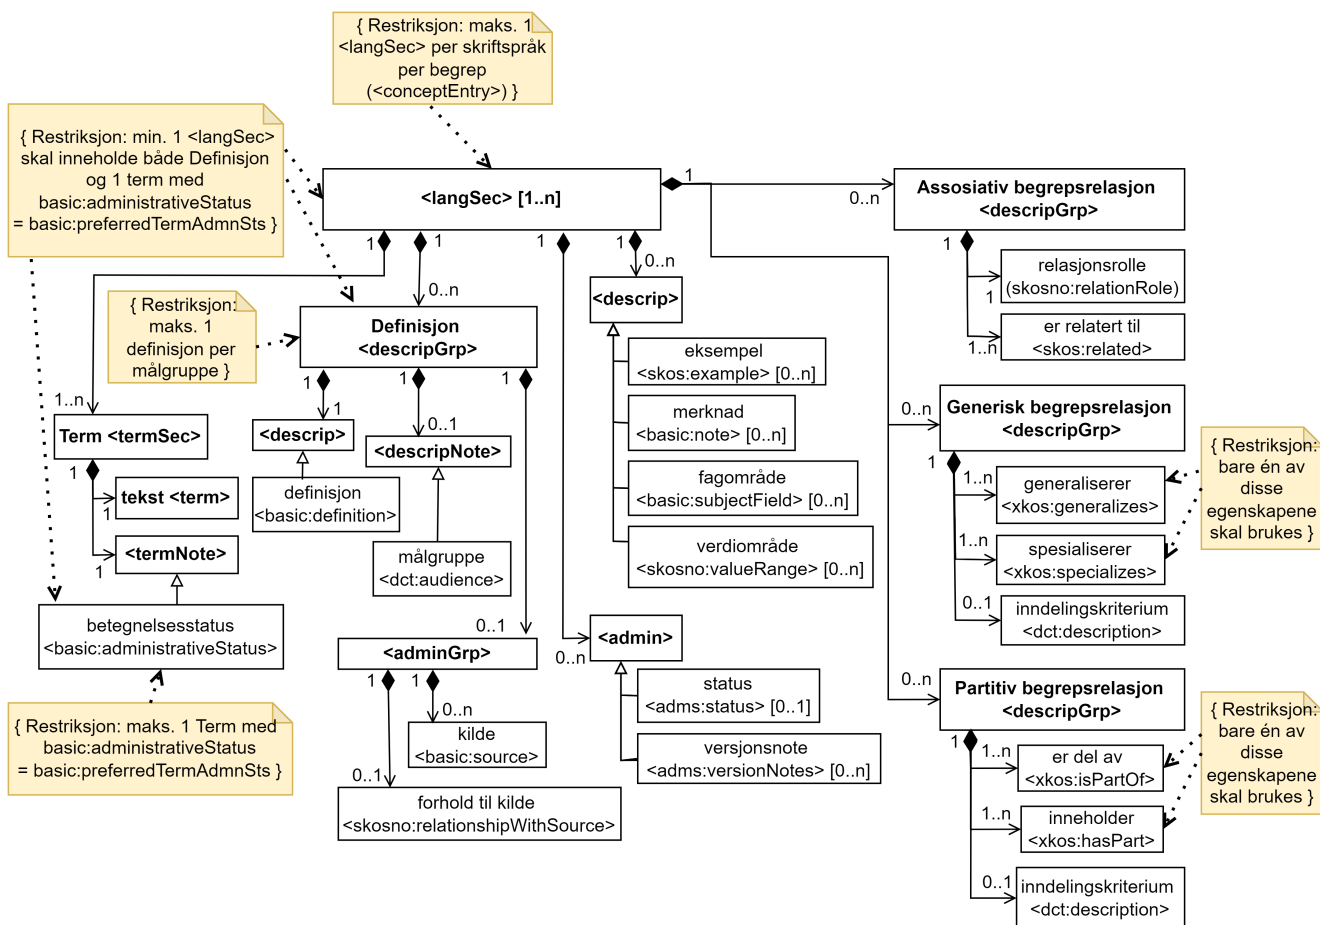 { Restriksjon: maks. 1
<langSec> per skriftspråk
per begrep
(<conceptEntry>) }
{ Restriksjon: min. 1 <langSec>
skal inneholde både Definisjon
og 1 term med
basic:administrativeStatus
= basic:preferredTermAdmnSts }
<langSec> [1..n]
1
0..n
Assosiativ begrepsrelasjon
<descripGrp>
1
relasjonsrolle
(skosno:relationRole)
1
er relatert til
<skos:related>
1..n
1
1
1
1
0..n
0..n
<descrip>
eksempel
<skos:example> [0..n]
merknad
<basic:note> [0..n]
fagområde
<basic:subjectField> [0..n]
verdiområde
<skosno:valueRange> [0..n]
{ Restriksjon:
maks. 1
definisjon per
målgruppe }
Definisjon
<descripGrp>
1
1
1
1
0..1
<descrip>
<descripNote>
definisjon
<basic:definition>
målgruppe
<dct:audience>
1..n
Term <termSec>
1
tekst <term>
1
<termNote>
1
betegnelsesstatus
<basic:administrativeStatus>
{ Restriksjon: maks. 1 Term med
basic:administrativeStatus
= basic:preferredTermAdmnSts }
0..1
<adminGrp>
1
1
0..n
kilde
<basic:source>
0..1
forhold til kilde
<skosno:relationshipWithSource>
0..n
<admin>
status
<adms:status> [0..1]
versjonsnote
<adms:versionNotes> [0..n]
0..n
Generisk begrepsrelasjon
<descripGrp>
1
1..n
generaliserer
<xkos:generalizes>
1..n
spesialiserer
<xkos:specializes>
0..1
inndelingskriterium
<dct:description>
{ Restriksjon:
bare én av
disse
egenskapene
skal brukes }
0..n
Partitiv begrepsrelasjon
<descripGrp>
1
1..n
er del av
<xkos:isPartOf>
1..n
inneholder
<xkos:hasPart>
0..1
inndelingskriterium
<dct:description>
{ Restriksjon:
bare én av
disse
egenskapene
skal brukes }